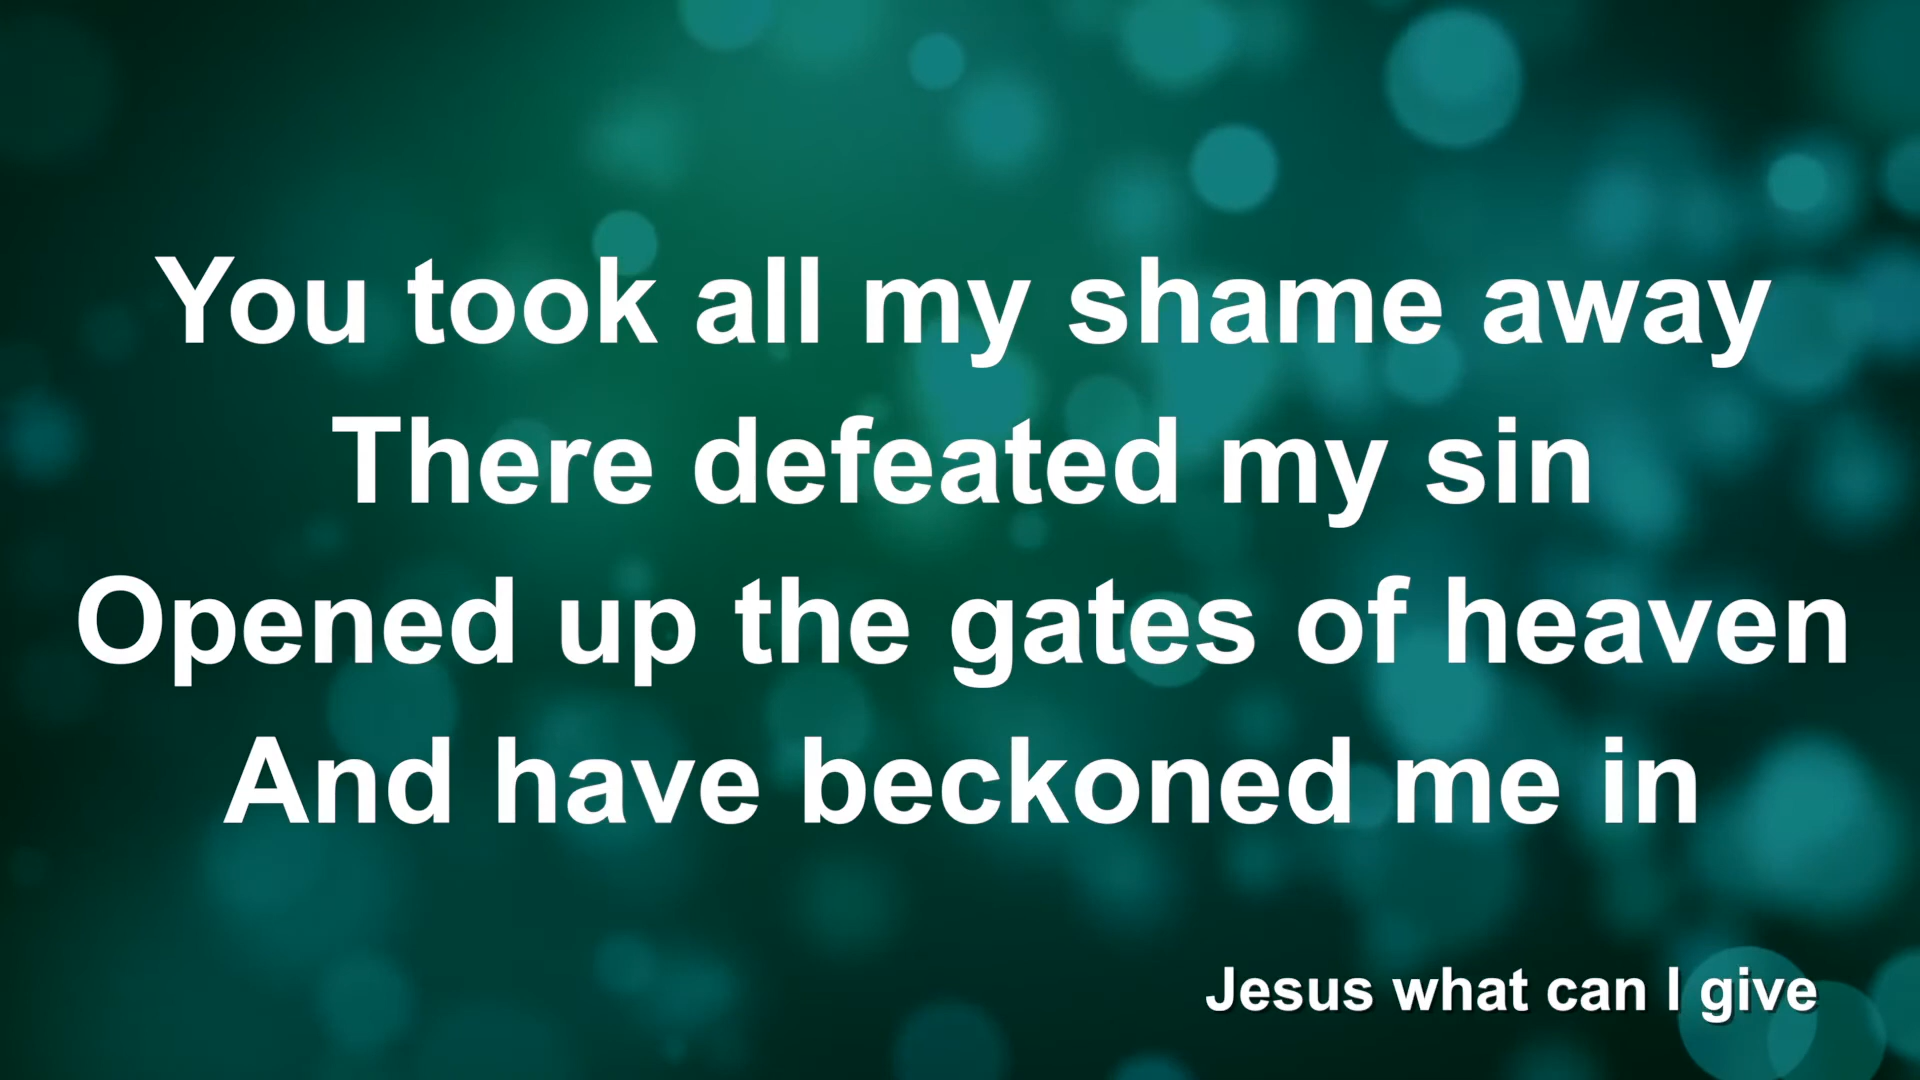 You took all my shame away
There defeated my sin
Opened up the gates of heaven
And have beckoned me in
Jesus what can I give